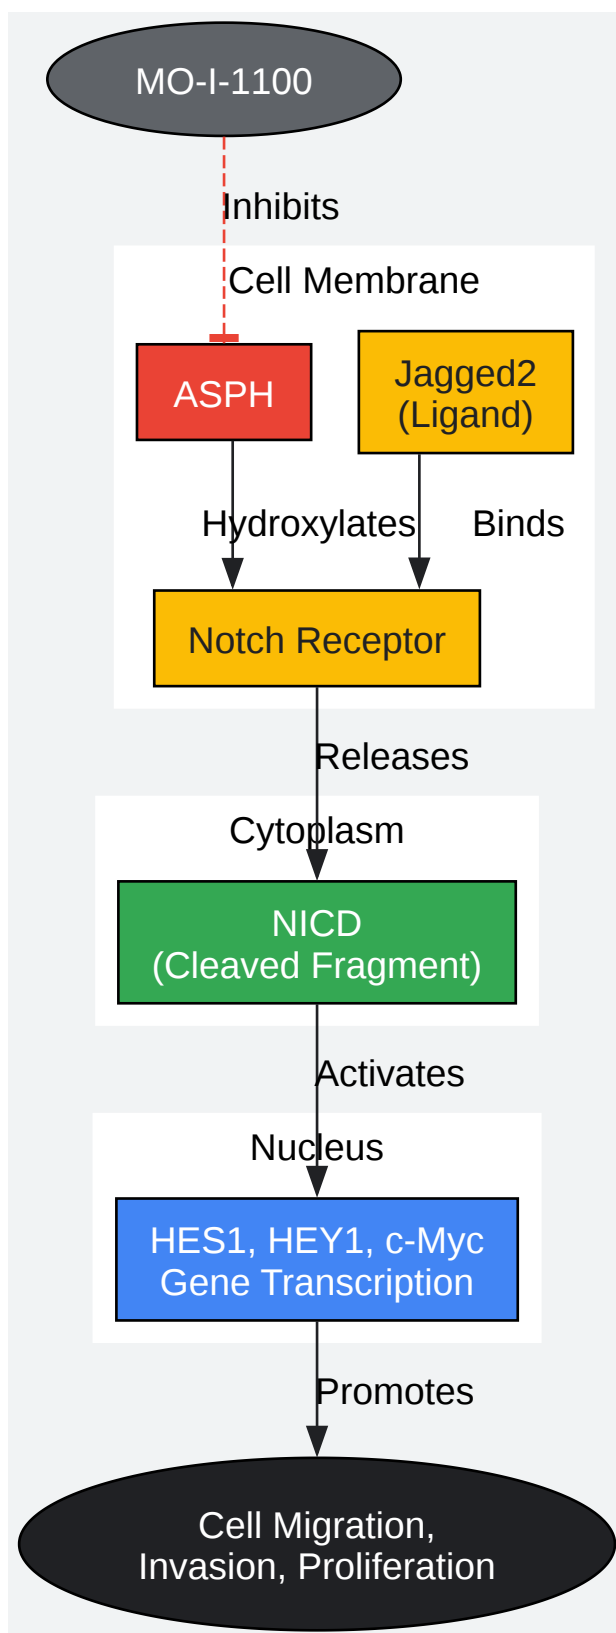 MO-I-1100
Inhibits
Cell Membrane
ASPH
Jagged2
(Ligand)
Hydroxylates
Binds
Notch Receptor
Releases
Cytoplasm
NICD
(Cleaved Fragment)
Activates
Nucleus
HES1, HEY1, c-Myc
Gene Transcription
Promotes
Cell Migration,
Invasion, Proliferation